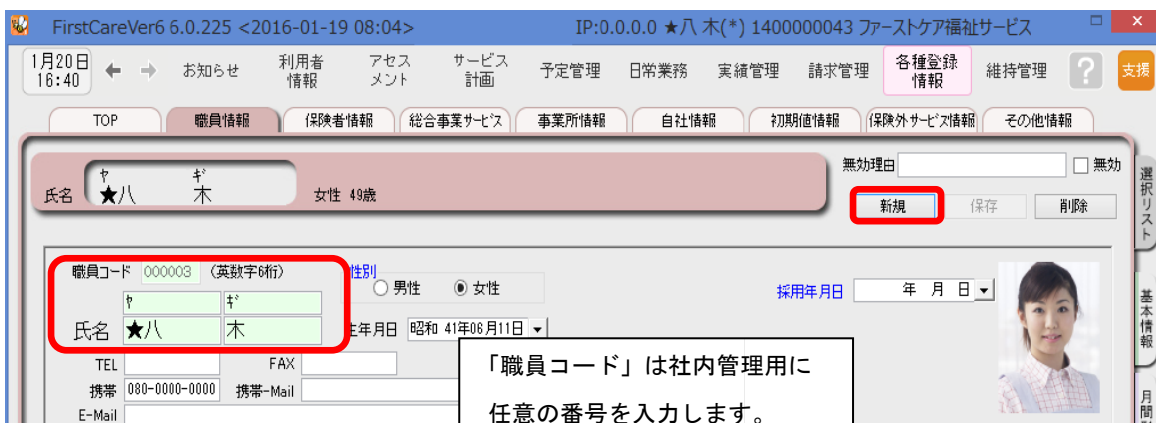 FirstCareVer6 6.0.225 <2016-01-19 08:04> IP:0.0.0.0 ★八 木(*) 1400000043 ファーストケア福祉サービス
1月20日
16:40
お知らせ
利用者
情報
アセス
メント
サービス
計画
予定管理
日常業務
実績管理
請求管理
各種登録
情報
維持管理
?
支援
TOP 職員情報 保険者情報 総合事業サービス 事業所情報 自社情報 初期値情報 保険外サービス情報 その他情報
無効理由 無効
ヤ ギ
氏名 ★八 木 女性 49歳
新規 保存 削除
選択リスト
職員コード 000003 (英数字6桁) 性別 男性 女性
採用年月日 年 月 日
ヤ ギ
氏名 ★八 木 生年月日 昭和 41年06月11日
基本情報
TEL FAX
携帯 080-0000-0000 携帯-Mail
E-Mail
「職員コード」は社内管理用に
任意の番号を入力します。
月間